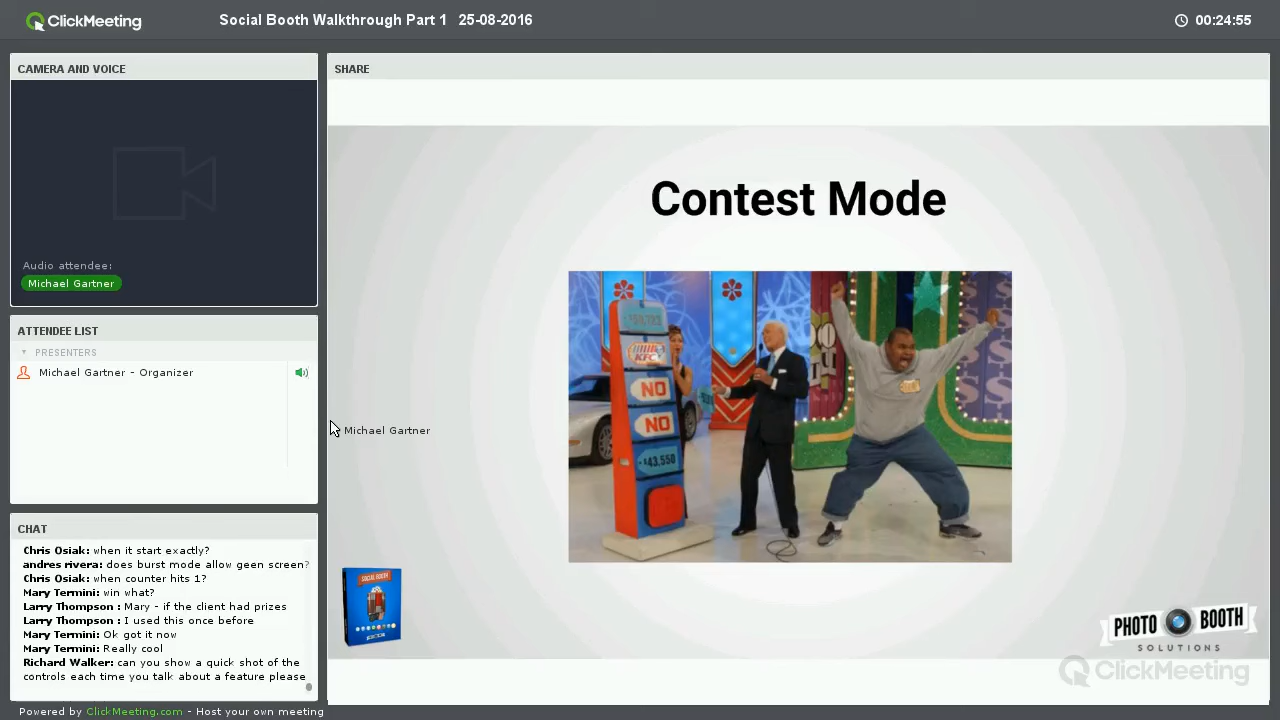 ClickMeeting
Social Booth Walkthrough Part 1 25-08-2016
00:24:55
CAMERA AND VOICE
Audio attendee:
Michael Gartner
ATTENDEE LIST
PRESENTERS
Michael Gartner - Organizer
CHAT
Chris Osiak: when it start exactly?
andres rivera: does burst mode allow geen screen?
Chris Osiak: when counter hits 1?
Mary Termini: win what?
Larry Thompson : Mary - if the client had prizes
Larry Thompson : I used this once before
Mary Termini: Ok got it now
Mary Termini: Really cool
Richard Walker: can you show a quick shot of the
controls each time you talk about a feature please
SHARE
Contest Mode
KFC
NO
NO
$43,550
Michael Gartner
SOCIAL BOOTH
PHOTO BOOTH
SOLUTIONS
ClickMeeting
Powered by ClickMeeting.com - Host your own meeting